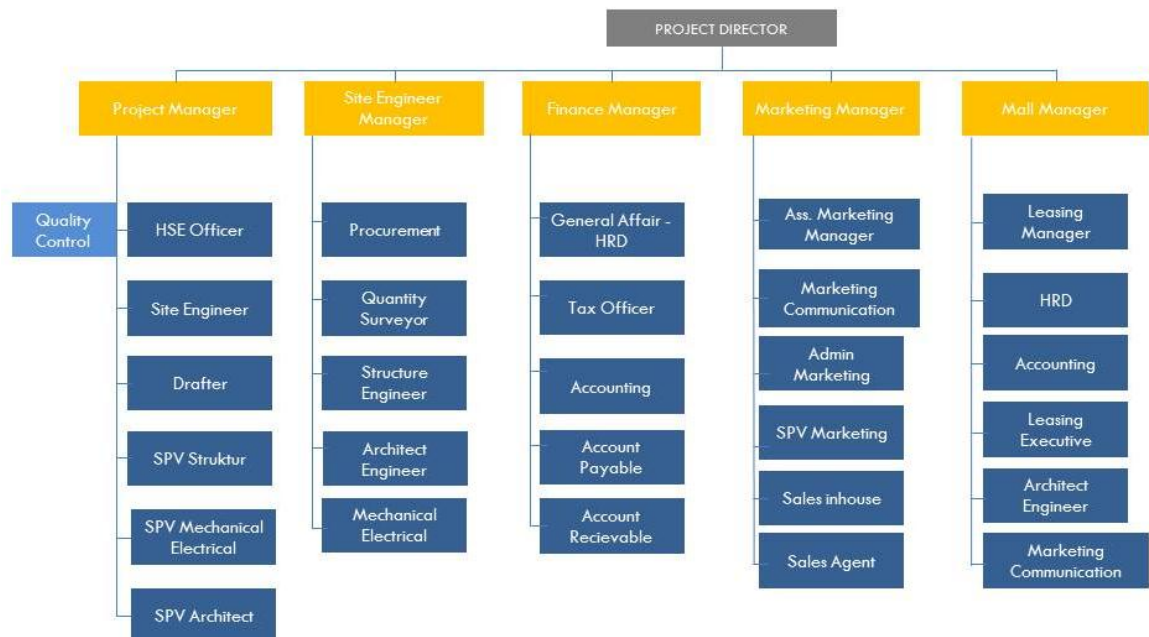 PROJECT DIRECTOR
Project Manager
Site Engineer
Manager
Finance Manager
Marketing Manager
Mall Manager
Quality
Control
HSE Officer
Site Engineer
Drafter
SPV Struktur
SPV Mechanical
Electrical
SPV Architect
Procurement
Quantity
Surveyor
Structure
Engineer
Architect
Engineer
Mechanical
Electrical
General Affair -
HRD
Tax Officer
Accounting
Account
Payable
Account
Recievable
Ass. Marketing
Manager
Marketing
Communication
Admin
Marketing
SPV Marketing
Sales inhouse
Sales Agent
Leasing
Manager
HRD
Accounting
Leasing
Executive
Architect
Engineer
Marketing
Communication